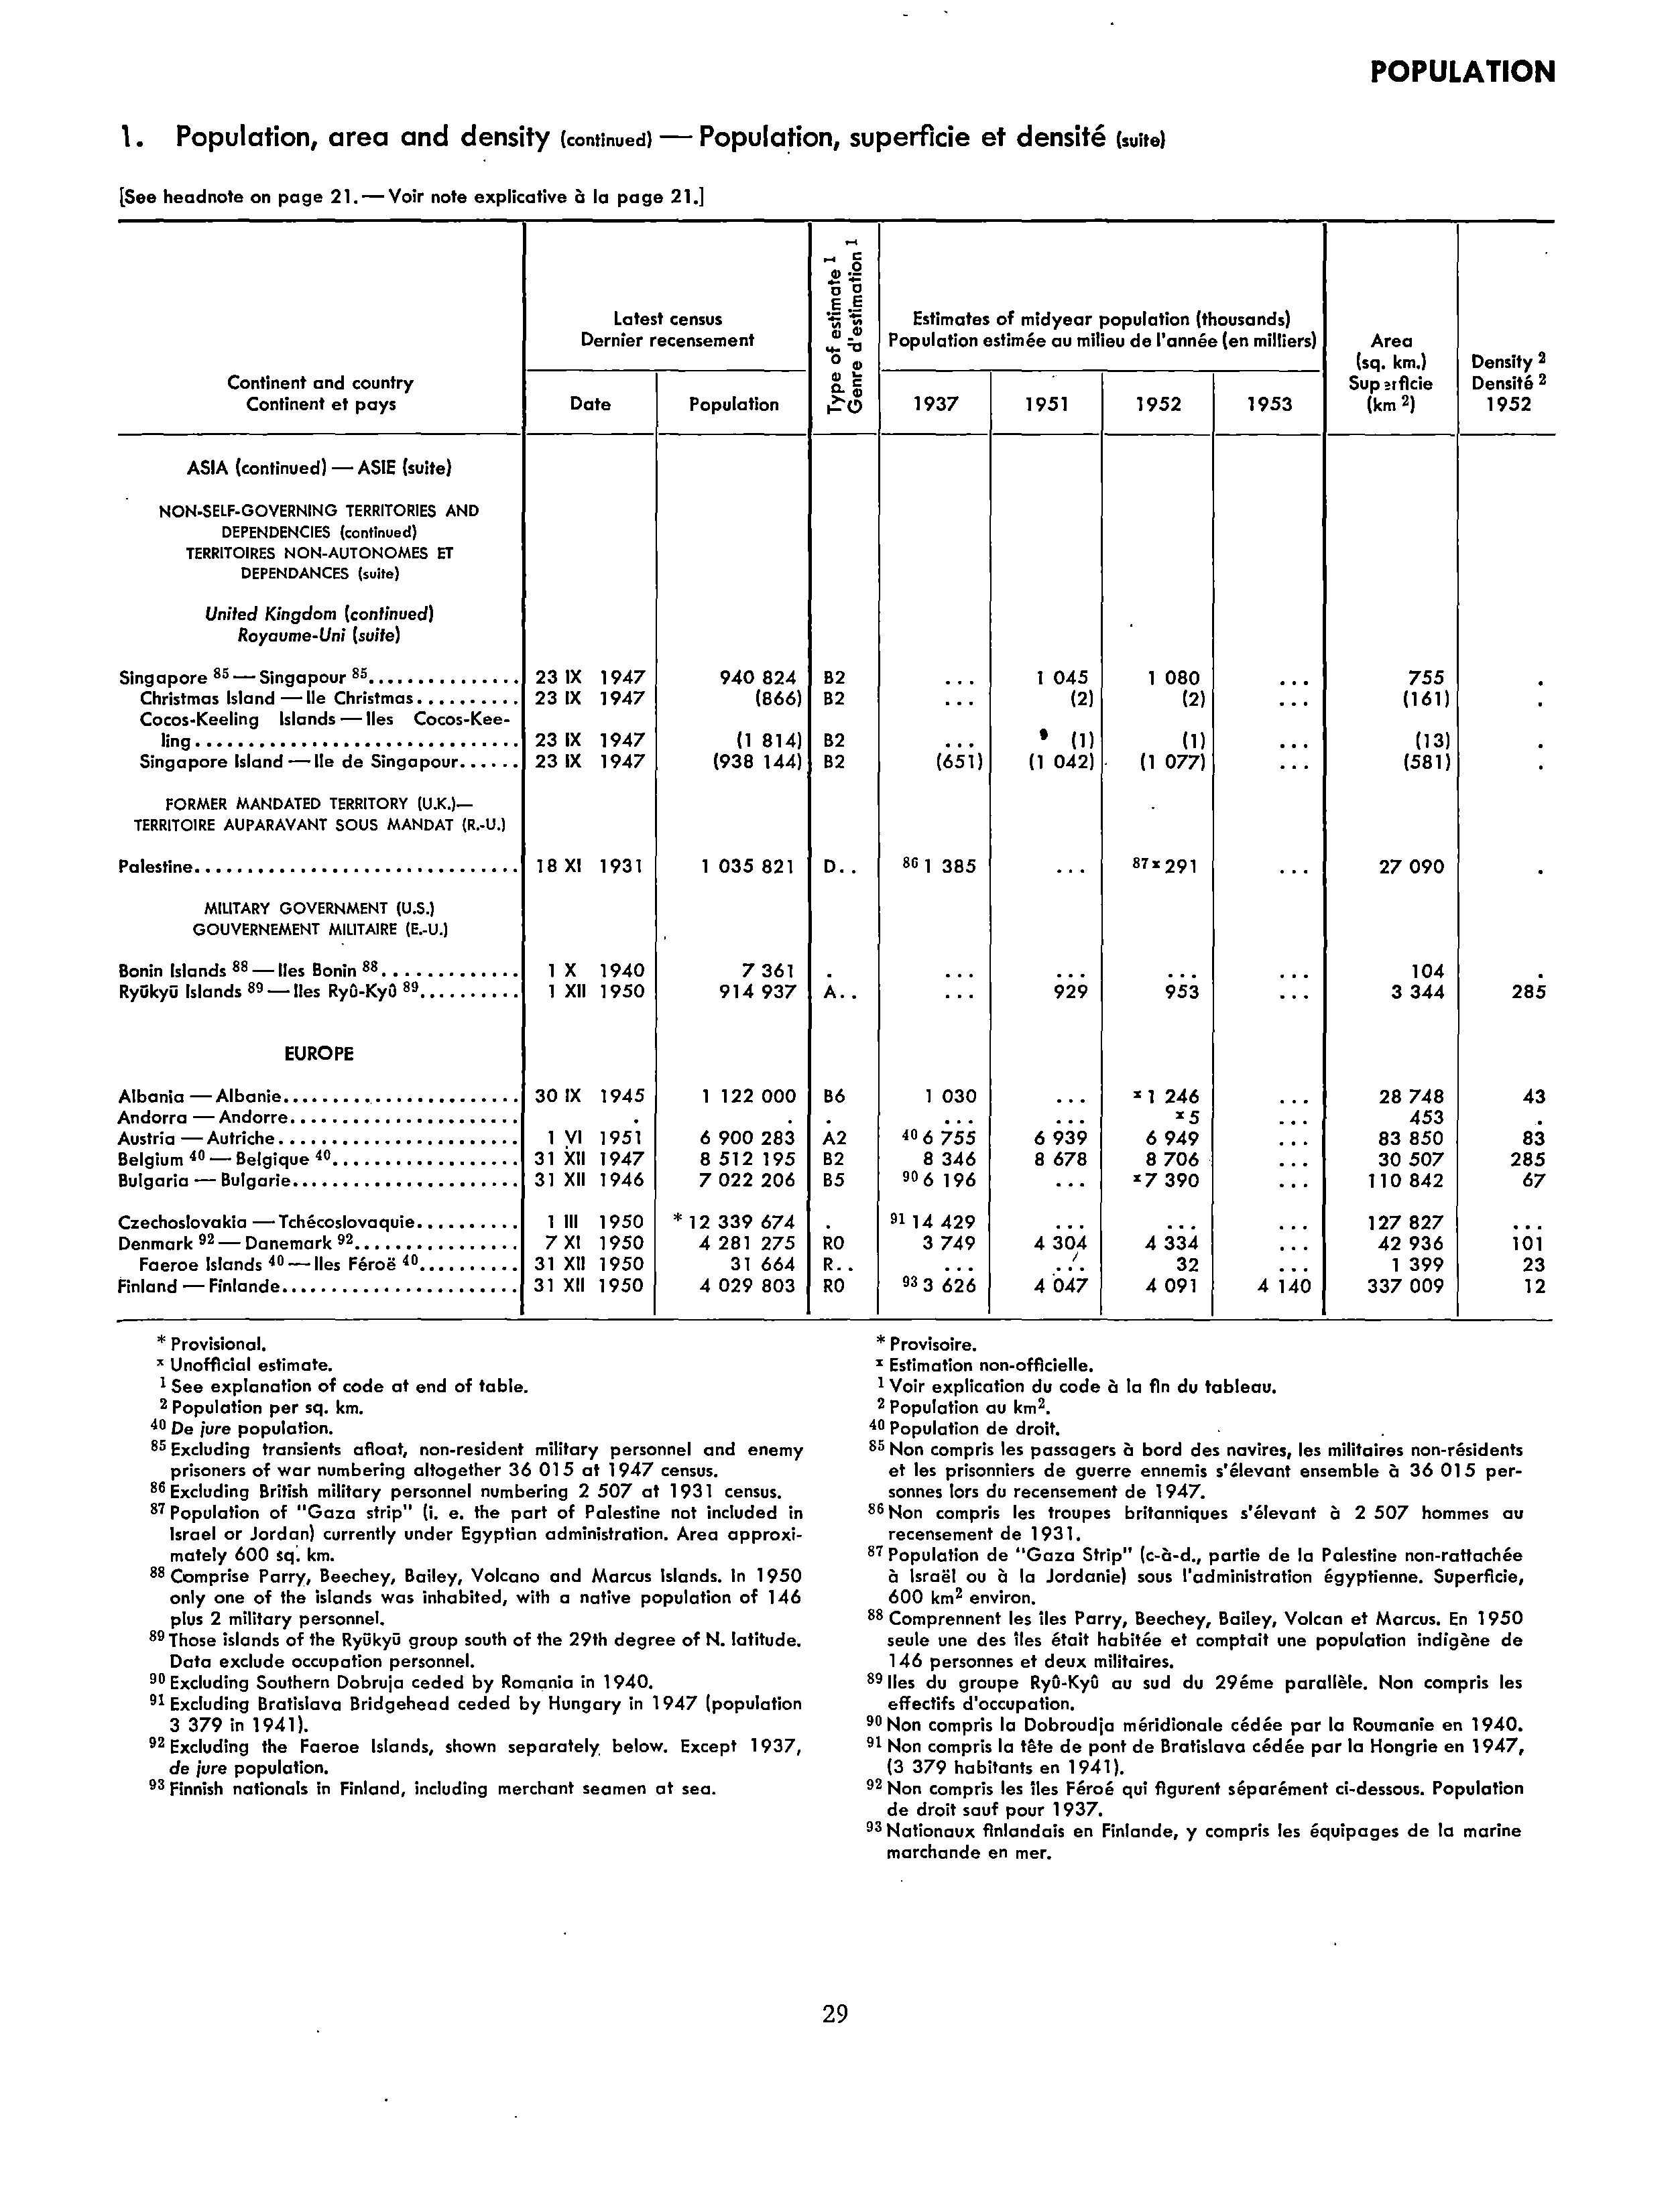 POPULATION
1. Population, area and density (continued) — Population, superficie et densité (suite)
[See headnote on page 21. — Voir note explicative à la page 21.]
Continent and country
Continent et pays
Latest census
Dernier recensement
Date
Population
Type of estimate 1
Genre d'estimation 1
Estimates of midyear population (thousands)
Population estimée au milieu de l'année (en milliers)
1937 1951 1952 1953
Area
(sq. km.)
Superficie
(km 2)
Density 2
Densité 2
1952
ASIA (continued) — ASIE (suite)
NON-SELF-GOVERNING TERRITORIES AND
DEPENDENCIES (continued)
TERRITOIRES NON-AUTONOMES ET
DEPENDANCES (suite)
United Kingdom (continued)
Royaume-Uni (suite)
Singapore 85 — Singapour 85............... 23 IX 1947 940 824 B2 ... 1 045 1 080 ... 755 .
Christmas Island — Ile Christmas.......... 23 IX 1947 (866) B2 ... (2) (2) ... (161) .
Cocos-Keeling Islands — Iles Cocos-Kee-
ling............................... 23 IX 1947 (1 814) B2 ... (1) (1) ... (13) .
Singapore Island — Ile de Singapour...... 23 IX 1947 (938 144) B2 (651) (1 042) (1 077) ... (581) .
FORMER MANDATED TERRITORY (U.K.)—
TERRITOIRE AUPARAVANT SOUS MANDAT (R.-U.)
Palestine............................... 18 XI 1931 1 035 821 D.. 86 1 385 ... 87 x 291 ... 27 090 .
MILITARY GOVERNMENT (U.S.)
GOUVERNEMENT MILITAIRE (E.-U.)
Bonin Islands 88 — Iles Bonin 88............. 1 X 1940 7 361 . ... ... ... ... 104 .
Ryūkyū Islands 89 — Iles Ryû-Kyû 89.......... 1 XII 1950 914 937 A.. ... 929 953 ... 3 344 285
EUROPE
Albania — Albanie....................... 30 IX 1945 1 122 000 B6 1 030 ... x 1 246 ... 28 748 43
Andorra — Andorre...................... . . . ... ... x 5 ... 453 .
Austria — Autriche....................... 1 VI 1951 6 900 283 A2 40 6 755 6 939 6 949 ... 83 850 83
Belgium 40 — Belgique 40.................. 31 XII 1947 8 512 195 B2 8 346 8 678 8 706 ... 30 507 285
Bulgaria — Bulgarie...................... 31 XII 1946 7 022 206 B5 90 6 196 ... x 7 390 ... 110 842 67
Czechoslovakia — Tchécoslovaquie.......... 1 III 1950 * 12 339 674 . 91 14 429 ... ... ... 127 827 ...
Denmark 92 — Danemark 92................ 7 XI 1950 4 281 275 R0 3 749 4 304 4 334 ... 42 936 101
Faeroe Islands 40 — Iles Féroë 40.......... 31 XII 1950 31 664 R.. ... ... 32 ... 1 399 23
Finland — Finlande....................... 31 XII 1950 4 029 803 R0 93 3 626 4 047 4 091 4 140 337 009 12
* Provisional.
x Unofficial estimate.
1 See explanation of code at end of table.
2 Population per sq. km.
40 De jure population.
85 Excluding transients afloat, non-resident military personnel and enemy
prisoners of war numbering altogether 36 015 at 1947 census.
86 Excluding British military personnel numbering 2 507 at 1931 census.
87 Population of "Gaza strip" (i. e. the part of Palestine not included in
Israel or Jordan) currently under Egyptian administration. Area approxi-
mately 600 sq. km.
88 Comprise Parry, Beechey, Bailey, Volcano and Marcus Islands. In 1950
only one of the islands was inhabited, with a native population of 146
plus 2 military personnel.
89 Those islands of the Ryūkyū group south of the 29th degree of N. latitude.
Data exclude occupation personnel.
90 Excluding Southern Dobruja ceded by Romania in 1940.
91 Excluding Bratislava Bridgehead ceded by Hungary in 1947 (population
3 379 in 1941).
92 Excluding the Faeroe Islands, shown separately below. Except 1937,
de jure population.
93 Finnish nationals in Finland, including merchant seamen at sea.
* Provisoire.
x Estimation non-officielle.
1 Voir explication du code à la fin du tableau.
2 Population au km2.
40 Population de droit.
85 Non compris les passagers à bord des navires, les militaires non-résidents
et les prisonniers de guerre ennemis s'élevant ensemble à 36 015 per-
sonnes lors du recensement de 1947.
86 Non compris les troupes britanniques s'élevant à 2 507 hommes au
recensement de 1931.
87 Population de "Gaza Strip" (c-à-d., partie de la Palestine non-rattachée
à Israël ou à la Jordanie) sous l'administration égyptienne. Superficie,
600 km2 environ.
88 Comprennent les îles Parry, Beechey, Bailey, Volcan et Marcus. En 1950
seule une des îles était habitée et comptait une population indigène de
146 personnes et deux militaires.
89 Iles du groupe Ryû-Kyû au sud du 29éme parallèle. Non compris les
effectifs d'occupation.
90 Non compris la Dobroudja méridionale cédée par la Roumanie en 1940.
91 Non compris la tête de pont de Bratislava cédée par la Hongrie en 1947,
(3 379 habitants en 1941).
92 Non compris les îles Féroé qui figurent séparément ci-dessous. Population
de droit sauf pour 1937.
93 Nationaux finlandais en Finlande, y compris les équipages de la marine
marchande en mer.
29